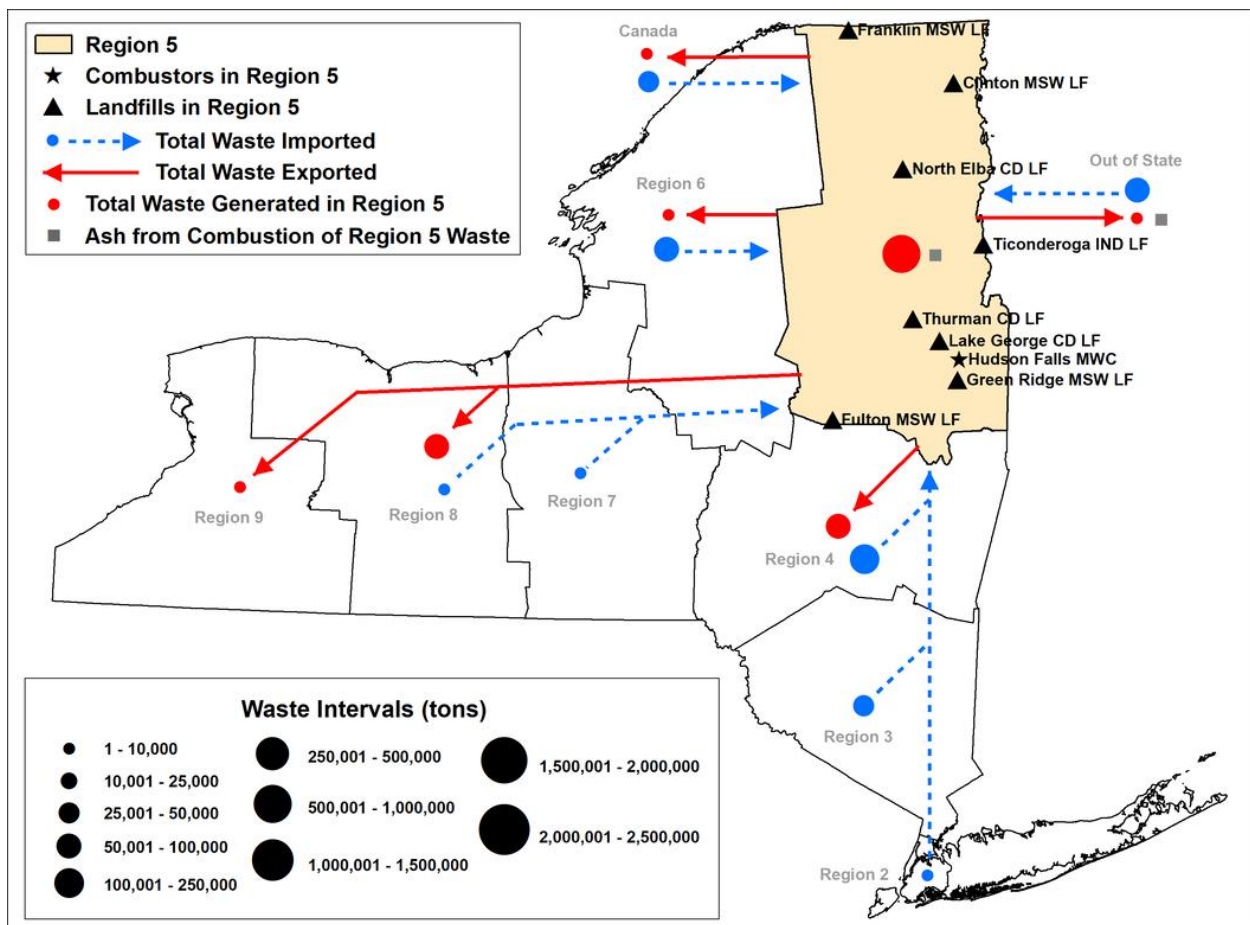 Region 5
Combustors in Region 5
Landfills in Region 5
Total Waste Imported
Total Waste Exported
Total Waste Generated in Region 5
Ash from Combustion of Region 5 Waste
Canada
Franklin MSW LF
Clinton MSW LF
North Elba CD LF
Out of State
Region 6
Ticonderoga IND LF
Thurman CD LF
Lake George CD LF
Hudson Falls MWC
Green Ridge MSW LF
Fulton MSW LF
Region 9
Region 8
Region 7
Region 4
Region 3
Region 2
Waste Intervals (tons)
1 - 10,000
10,001 - 25,000
25,001 - 50,000
50,001 - 100,000
100,001 - 250,000
250,001 - 500,000
500,001 - 1,000,000
1,000,001 - 1,500,000
1,500,001 - 2,000,000
2,000,001 - 2,500,000